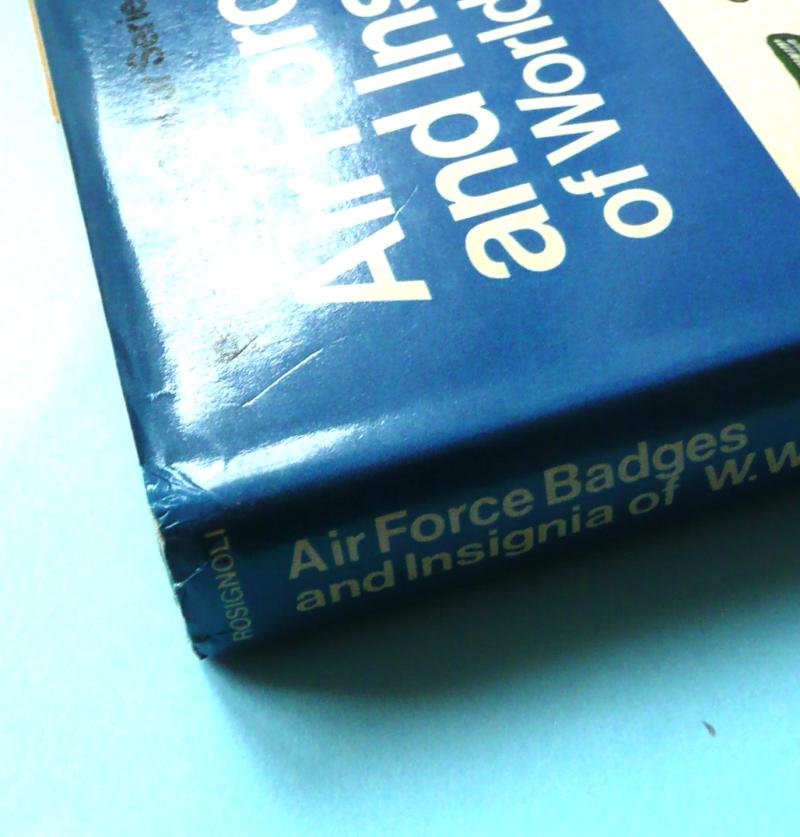 Air Forc
and Ins
of World
ROSIGNOLI
Air Force Badges
and Insignia of W.W